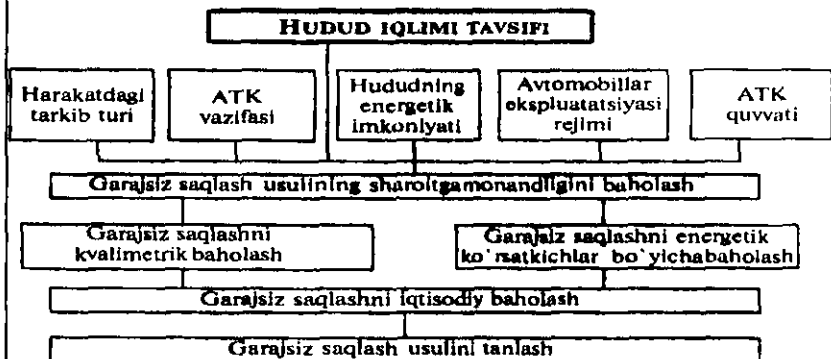 HUDUD IQLIMI TAVSIFI
Harakatdagi
tarkib turi
ATK
vazifasi
Hududning
energetik
imkoniyati
Avtomobillar
ekspluatatsiyasi
rejimi
ATK
quvvati
Garajsiz saqlash usulining sharoitgamonandligini baholash
Garajsiz saqlashni
kvalimetrik baholash
Garajsiz saqlashni energetik
ko`rsatkichlar bo`yichabaholash
Garajsiz saqlashni iqtisodiy baholash
Garajsiz saqlash usulini tanlash